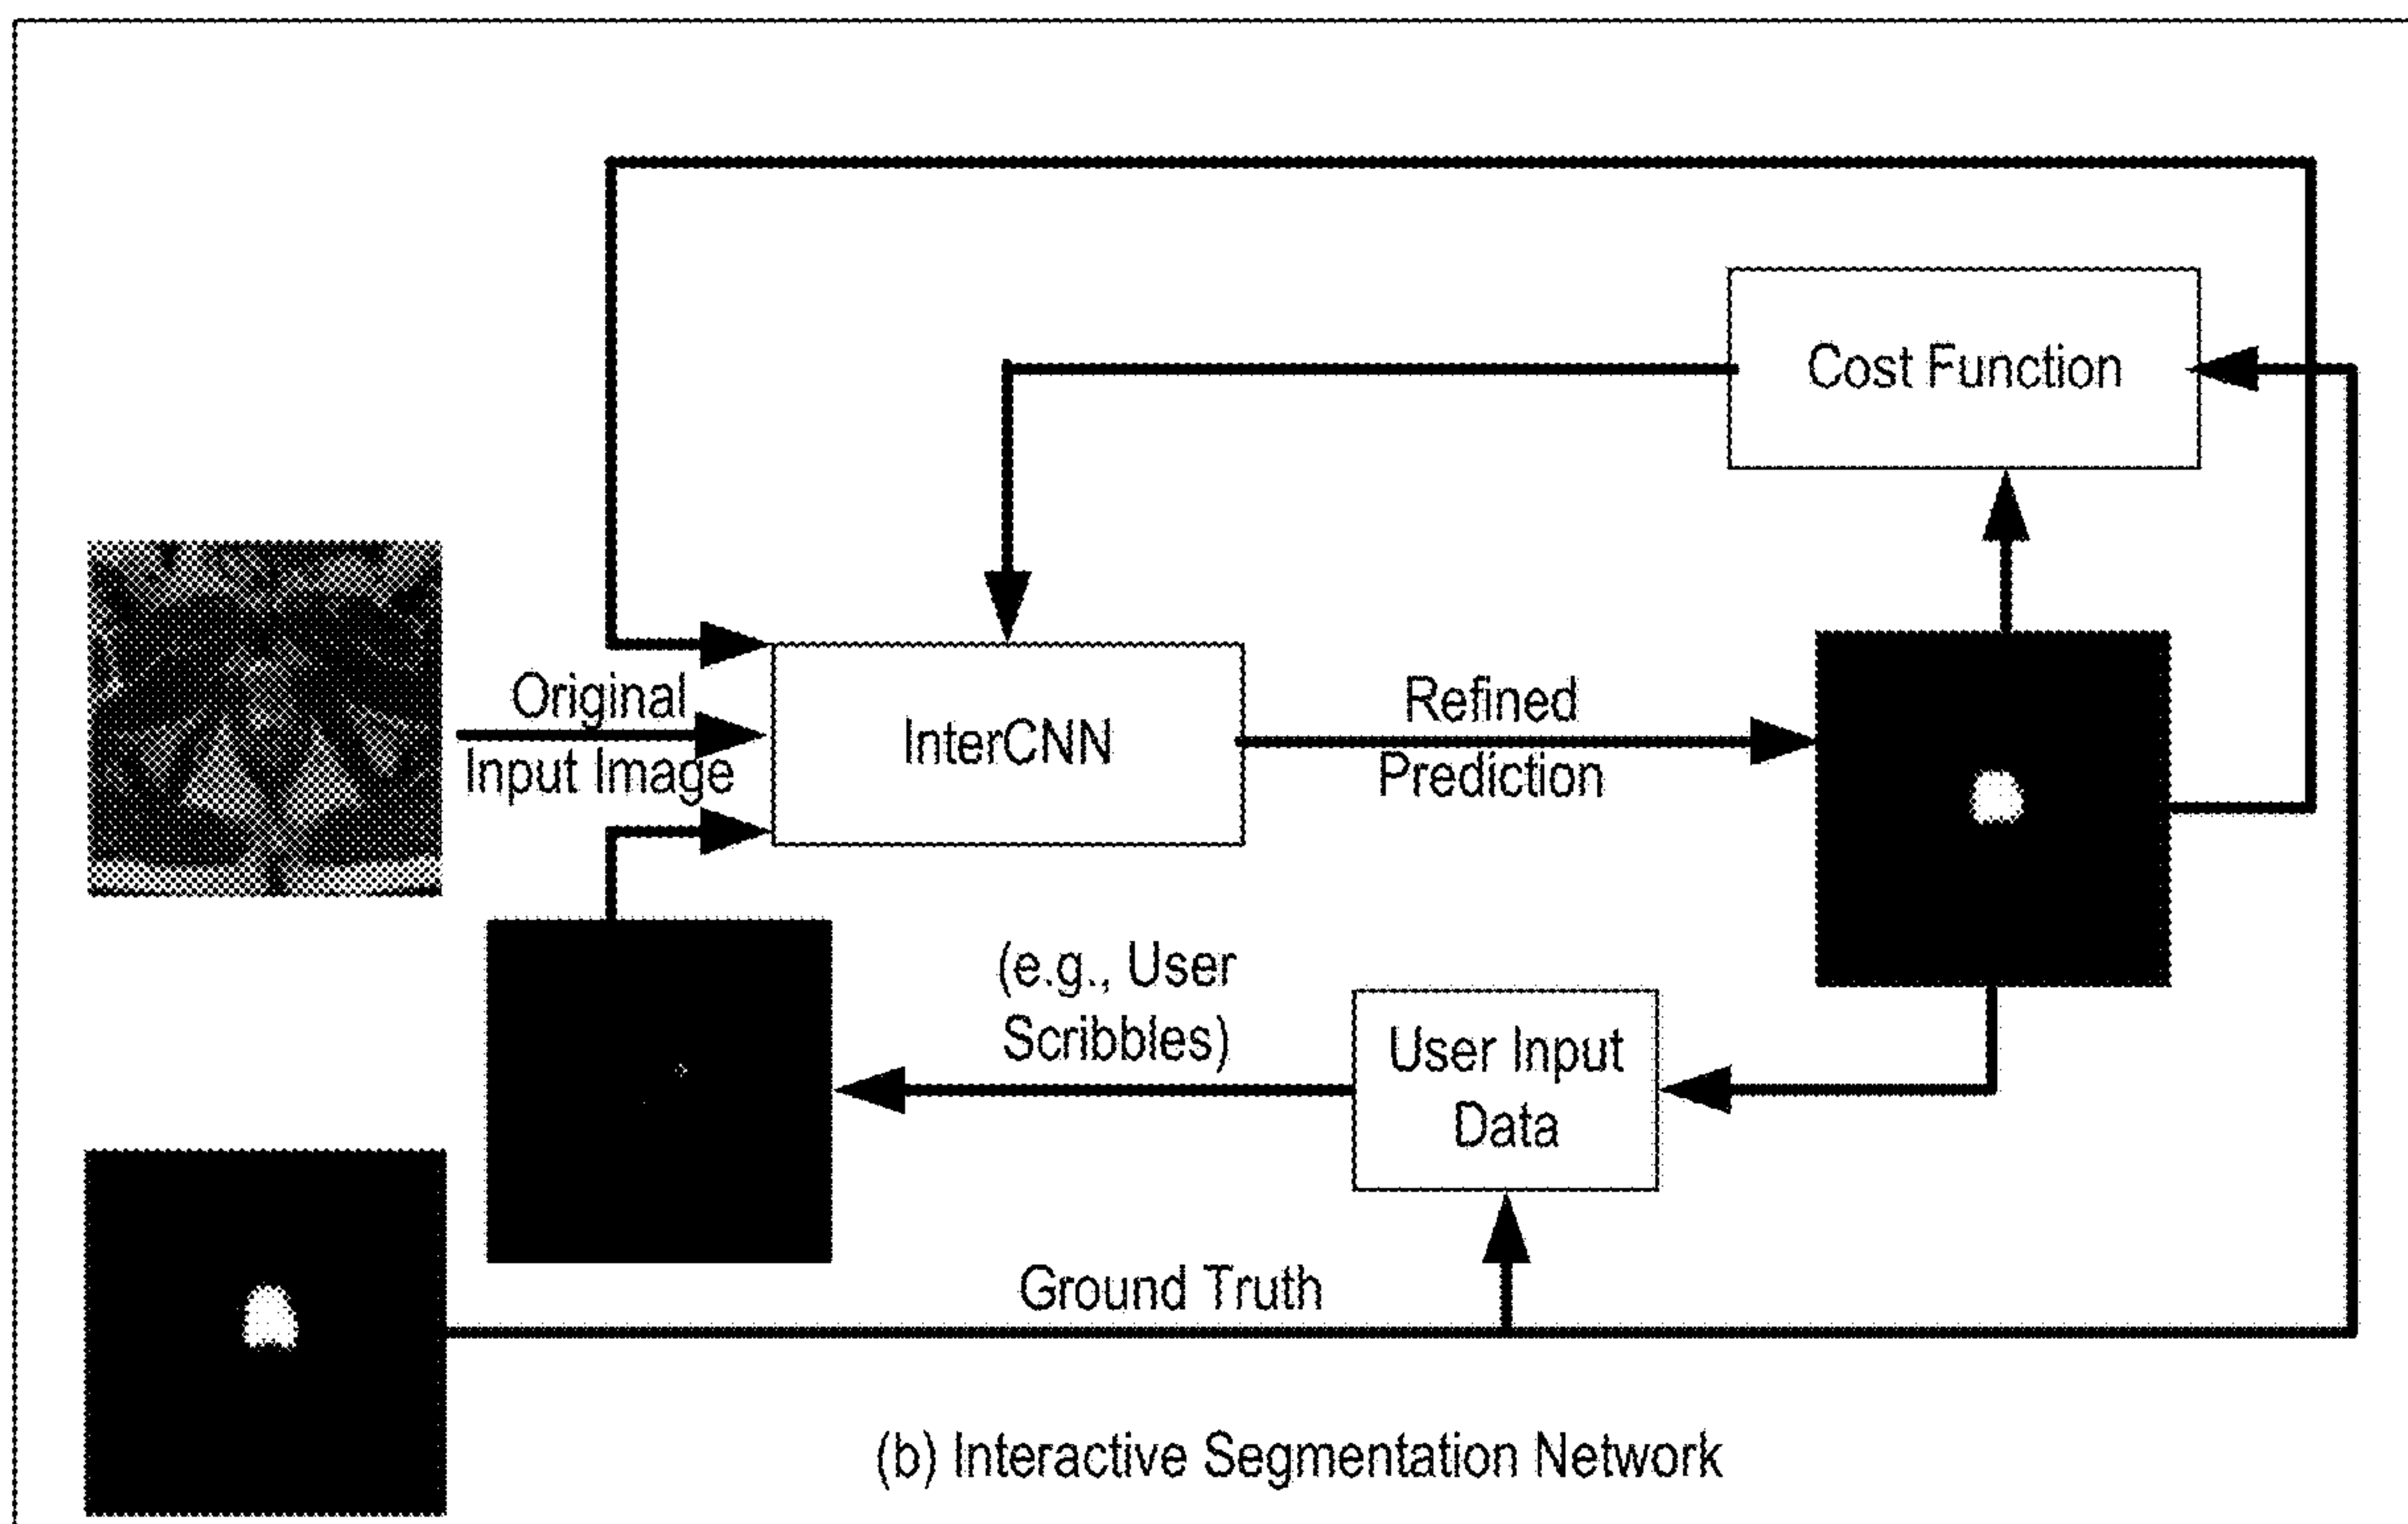 Cost Function
Original
Input Image
InterCNN
Refined
Prediction
(e.g., User
Scribbles)
User Input
Data
Ground Truth
(b) Interactive Segmentation Network